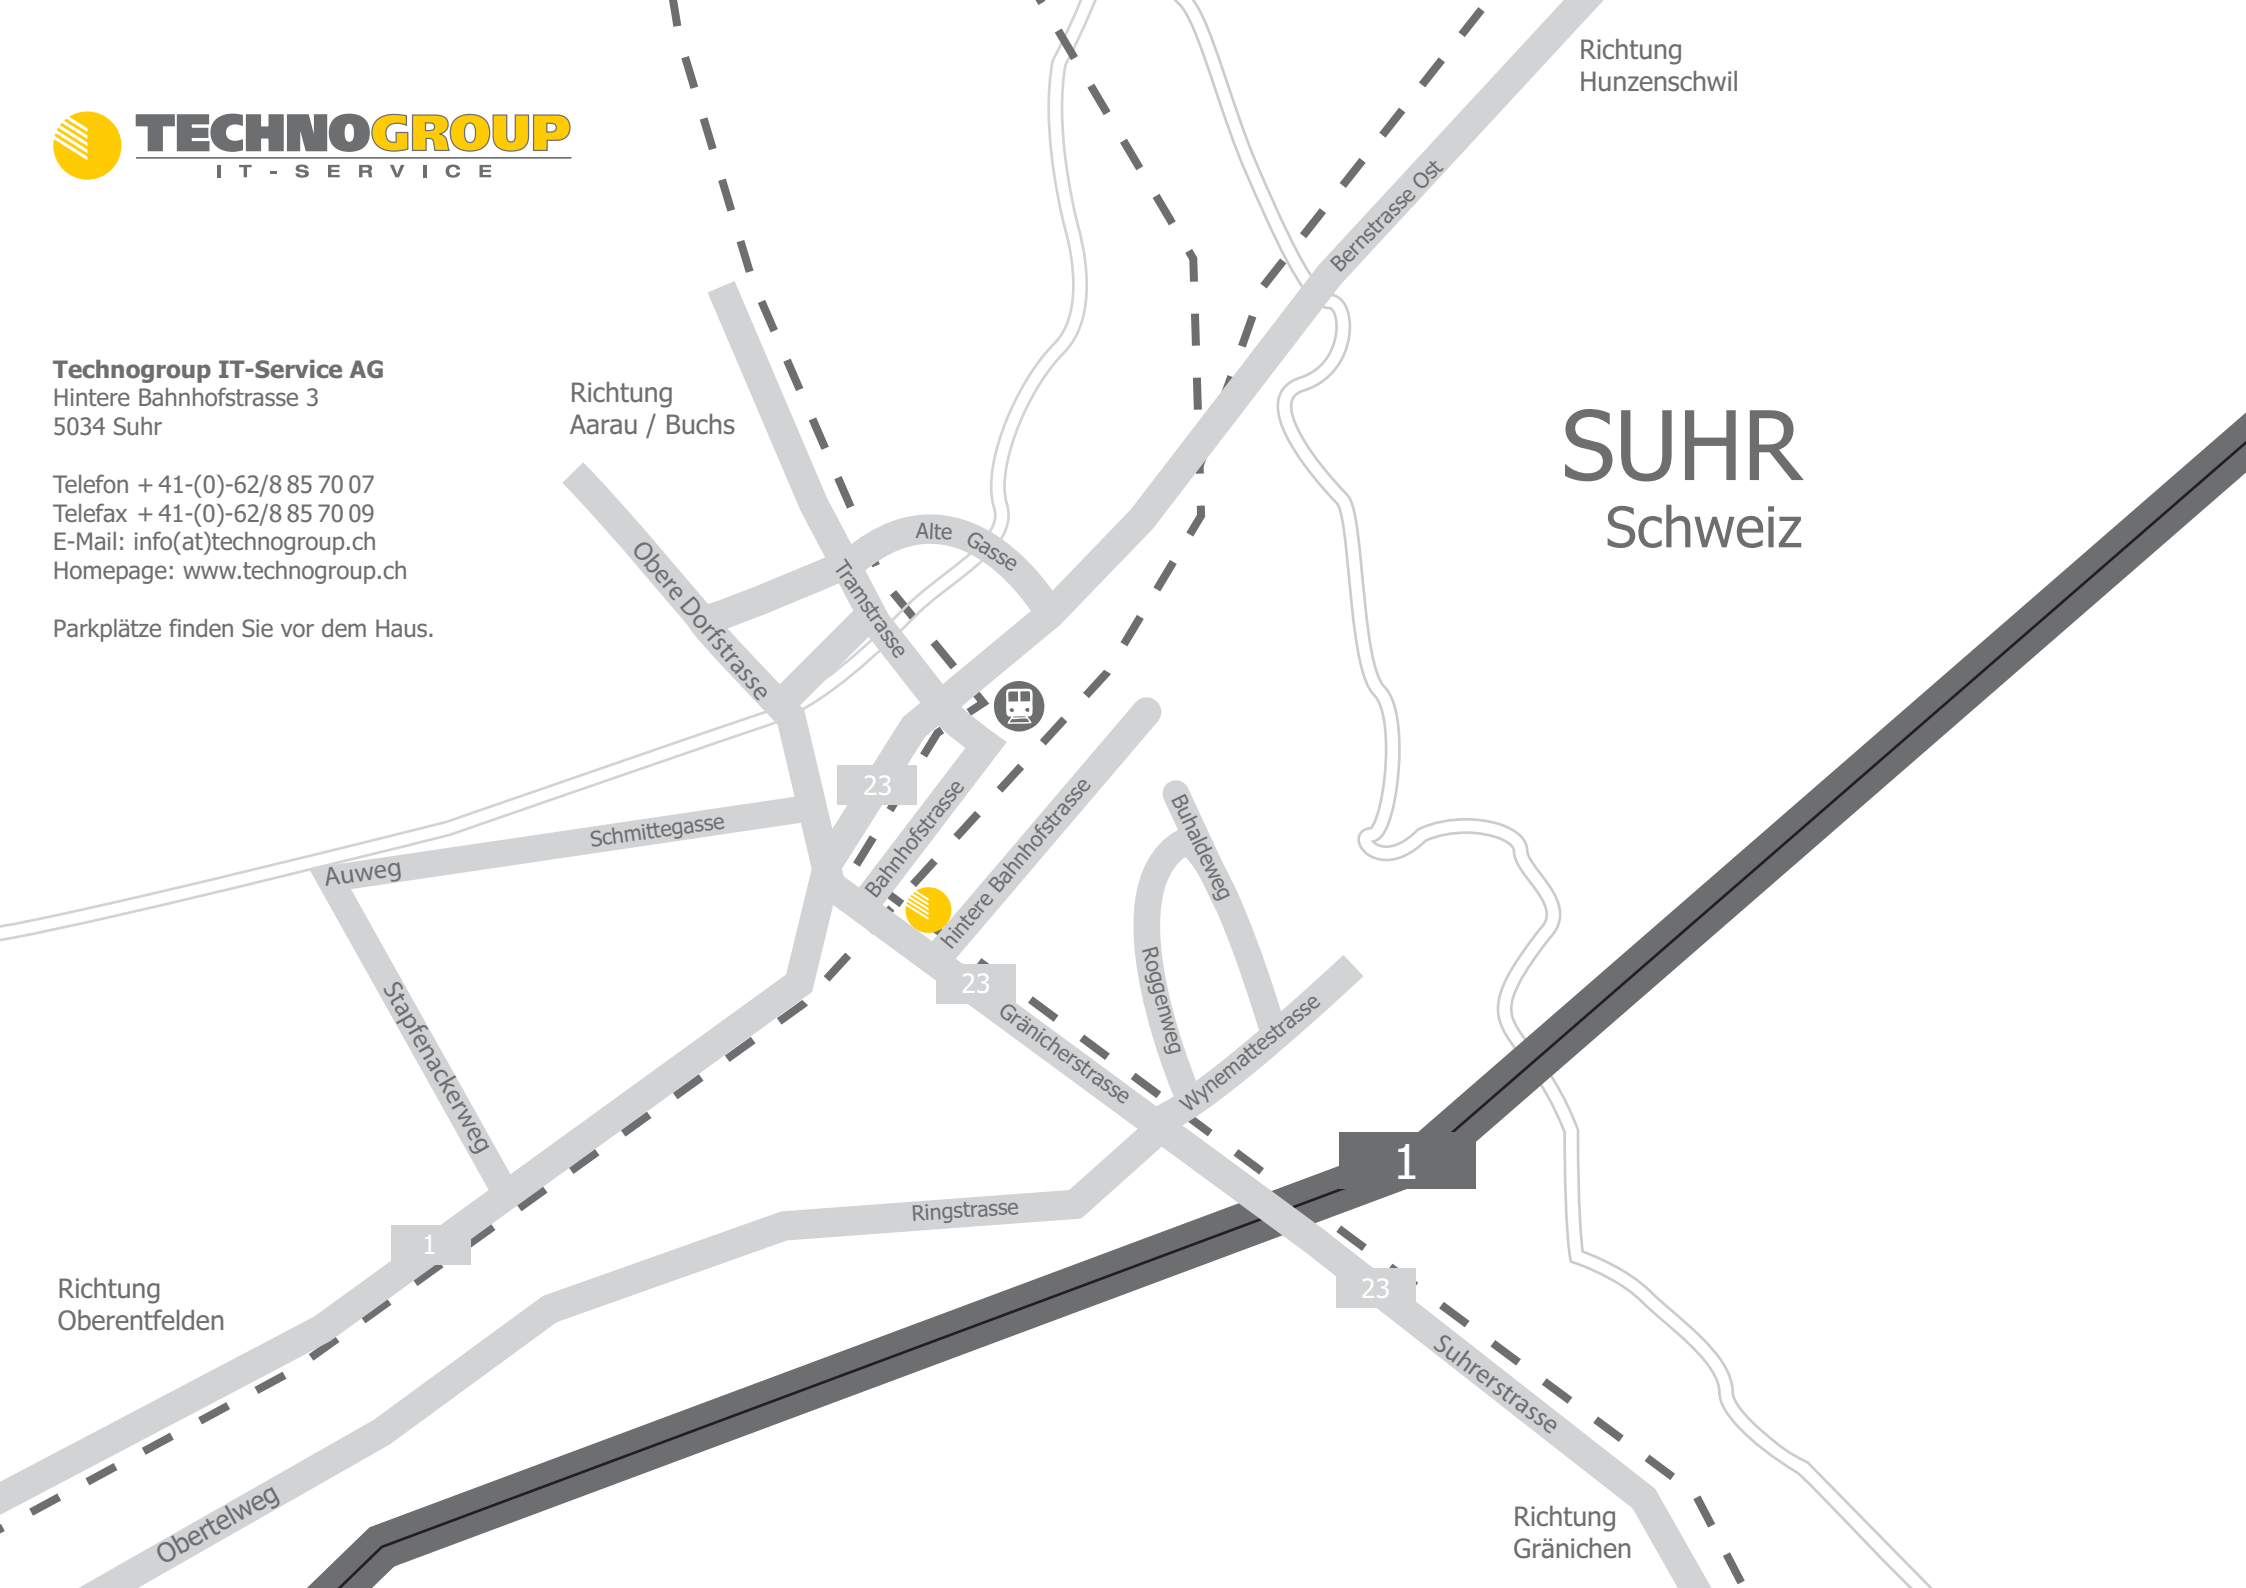 TECHNOGROUP
IT-SERVICE
Technogroup IT-Service AG
Hintere Bahnhofstrasse 3
5034 Suhr
Telefon + 41-(0)-62/8 85 70 07
Telefax + 41-(0)-62/8 85 70 09
E-Mail: info(at)technogroup.ch
Homepage: www.technogroup.ch
Parkplätze finden Sie vor dem Haus.
Richtung
Hunzenschwil
Bernstrasse Ost
Richtung
Aarau / Buchs
SUHR
Schweiz
Alte Gasse
Obere Dorfstrasse
Tramstrasse
23
Bahnhofstrasse
hintere Bahnhofstrasse
Buhaldeweg
Schmittegasse
Auweg
Roggenweg
Stapfenackerweg
23
Gränicherstrasse
Wynemattestrasse
1
Ringstrasse
1
23
Richtung
Oberentfelden
Suhrerstrasse
Obertelweg
Richtung
Gränichen